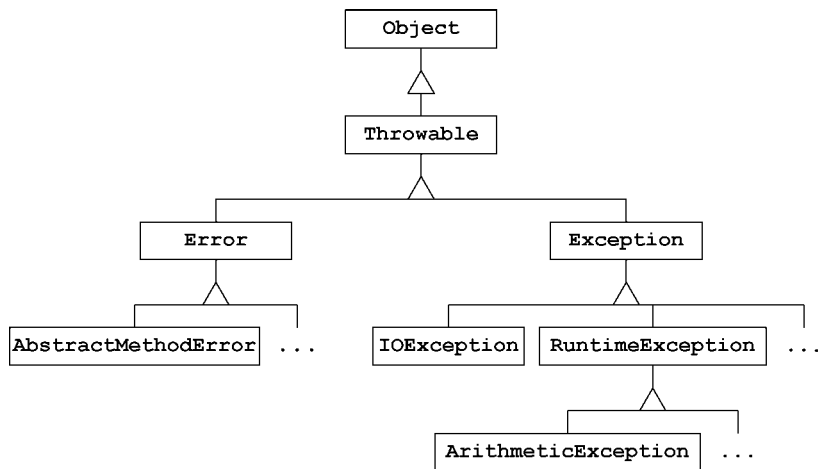 Object
Throwable
Error Exception
AbstractMethodError ... IOException RuntimeException ...
ArithmeticException ...